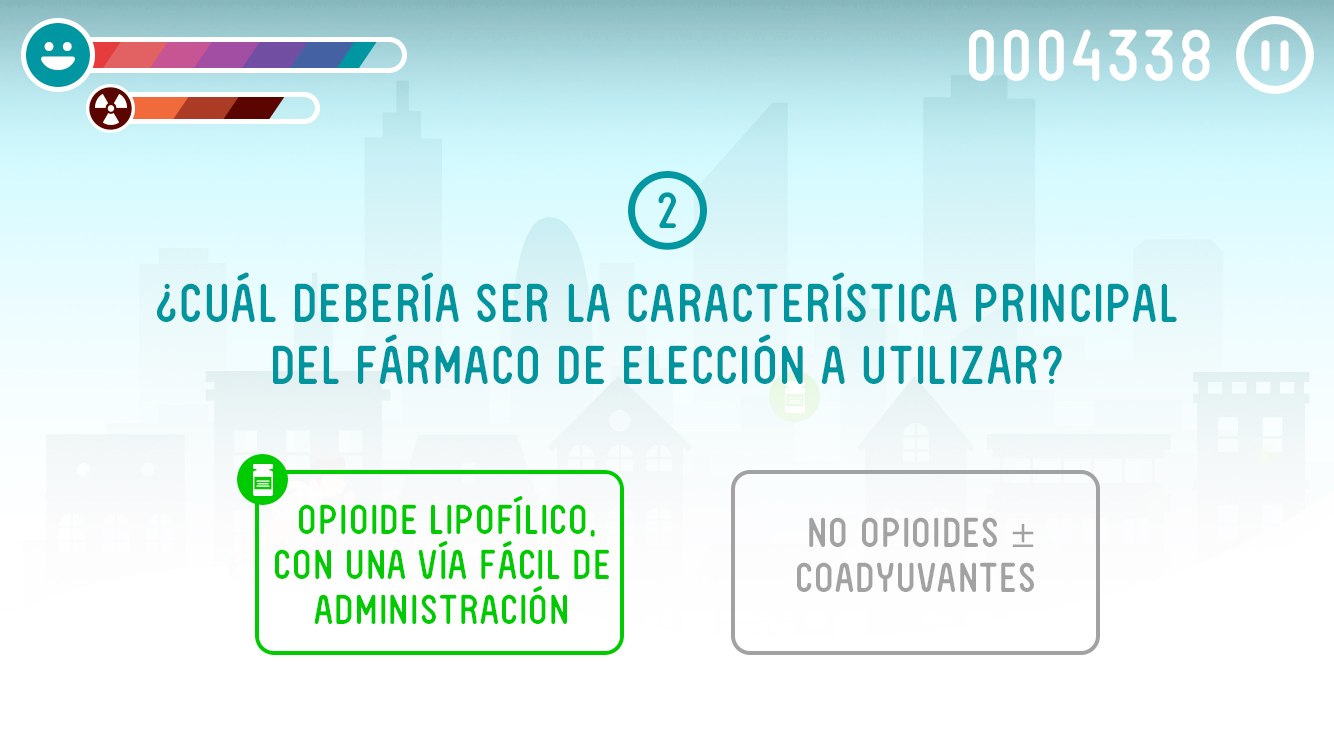 0004338
2
¿CUÁL DEBERÍA SER LA CARACTERÍSTICA PRINCIPAL
DEL FÁRMACO DE ELECCIÓN A UTILIZAR?
OPIOIDE LIPOFÍLICO,
CON UNA VÍA FÁCIL DE
ADMINISTRACIÓN
NO OPIOIDES ±
COADYUVANTES